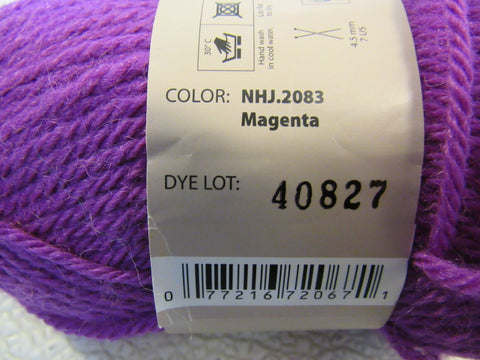 30° C
Hand wash
in cool water.
4.5 mm
7 US
COLOR: NHJ.2083
Magenta
DYE LOT: 40827
0 77216 72067 1